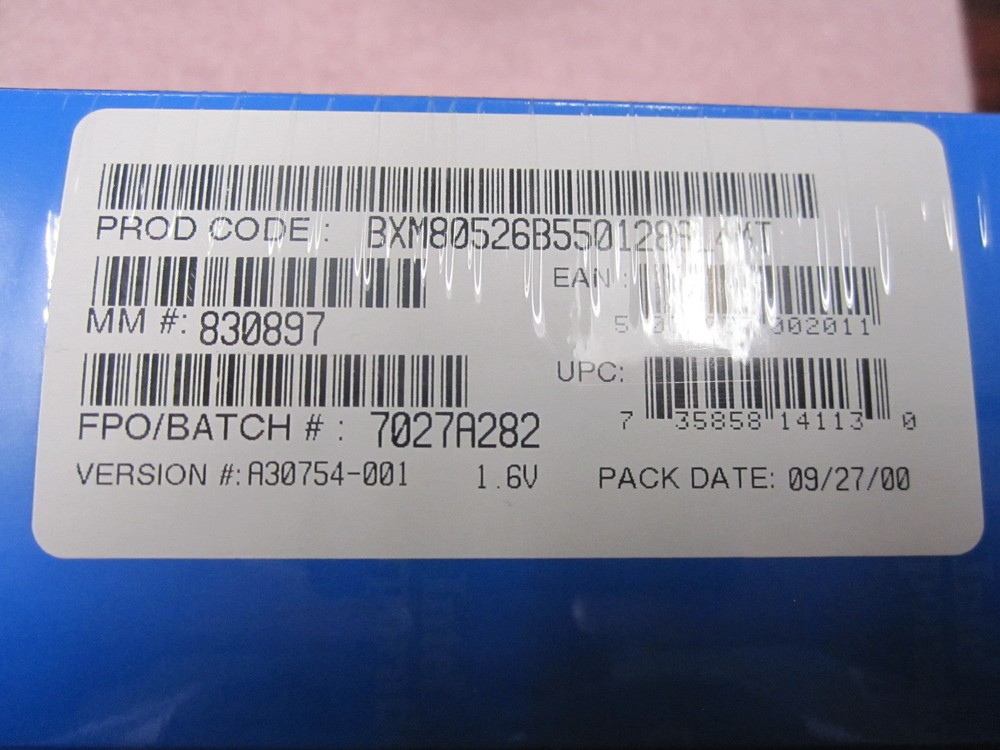 PROD CODE :
MM #: 830897
EAN :
002011
FPO/BATCH # : 7027A282
UPC:
7 35858 14113 0
VERSION #: A30754-001 1.6V PACK DATE: 09/27/00